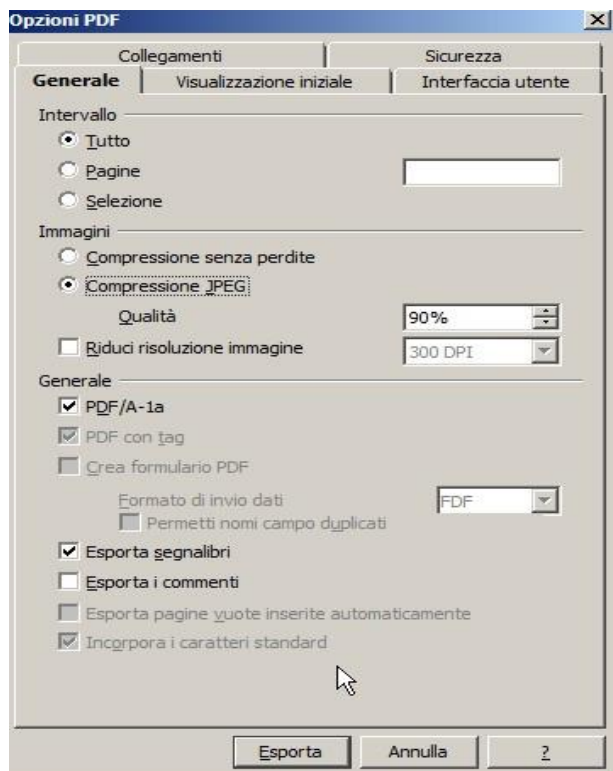 Opzioni PDF
Collegamenti Sicurezza
Generale Visualizzazione iniziale Interfaccia utente
Intervallo
Tutto
Pagine
Selezione
Immagini
Compressione senza perdite
Compressione JPEG
Qualità 90%
Riduci risoluzione immagine 300 DPI
Generale
PDF/A-1a
PDF con tag
Crea formulario PDF
Formato di invio dati FDF
Permetti nomi campo duplicati
Esporta segnalibri
Esporta i commenti
Esporta pagine vuote inserite automaticamente
Incorpora i caratteri standard
Esporta Annulla ?